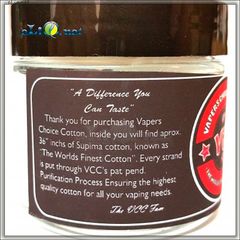 "A Difference You
Can Taste"
Thank you for purchasing Vapers
Choice Cotton, inside you will find aprox.
36" inchs of Supima cotton, known as
"The Worlds Finest Cotton". Every strand
is put through VCC's pat pend.
Purification Process Ensuring the highest
quality cotton for all your vaping needs.
The VCC Fam